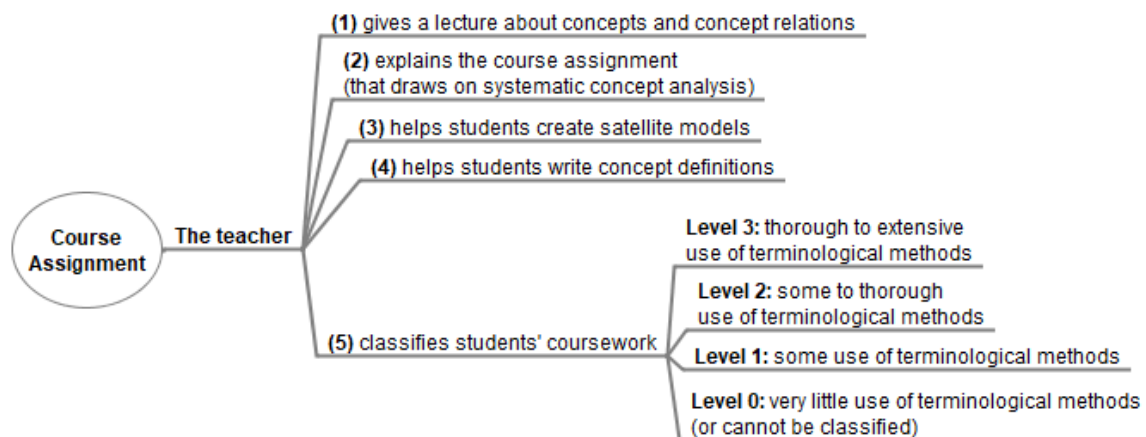 (1) gives a lecture about concepts and concept relations
(2) explains the course assignment
(that draws on systematic concept analysis)
(3) helps students create satellite models
(4) helps students write concept definitions
Course
Assignment
The teacher
(5) classifies students' coursework
Level 3: thorough to extensive
use of terminological methods
Level 2: some to thorough
use of terminological methods
Level 1: some use of terminological methods
Level 0: very little use of terminological methods
(or cannot be classified)